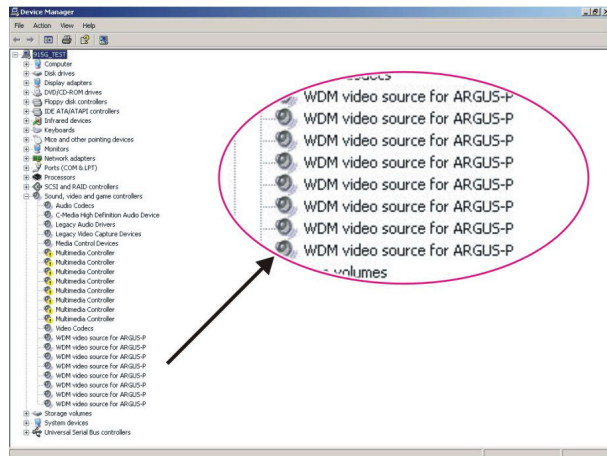 Device Manager
File Action View Help
915G_TEST
Computer
Disk drives
Display adapters
DVD/CD-ROM drives
Floppy disk controllers
IDE ATA/ATAPI controllers
Infrared devices
Keyboards
Mice and other pointing devices
Monitors
Network adapters
Ports (COM & LPT)
Processors
SCSI and RAID controllers
Sound, video and game controllers
Audio Codecs
C-Media High Definition Audio Device
Legacy Audio Drivers
Legacy Video Capture Devices
Media Control Devices
Multimedia Controller
Multimedia Controller
Multimedia Controller
Multimedia Controller
Multimedia Controller
Multimedia Controller
Multimedia Controller
Video Codecs
WDM video source for ARGUS-P
WDM video source for ARGUS-P
WDM video source for ARGUS-P
WDM video source for ARGUS-P
WDM video source for ARGUS-P
WDM video source for ARGUS-P
WDM video source for ARGUS-P
WDM video source for ARGUS-P
Storage volumes
System devices
Universal Serial Bus controllers
WDM video source for ARGUS-P
WDM video source for ARGUS-P
WDM video source for ARGUS-P
WDM video source for ARGUS-P
WDM video source for ARGUS-P
WDM video source for ARGUS-P
WDM video source for ARGUS-P
WDM video source for ARGUS-P
volumes